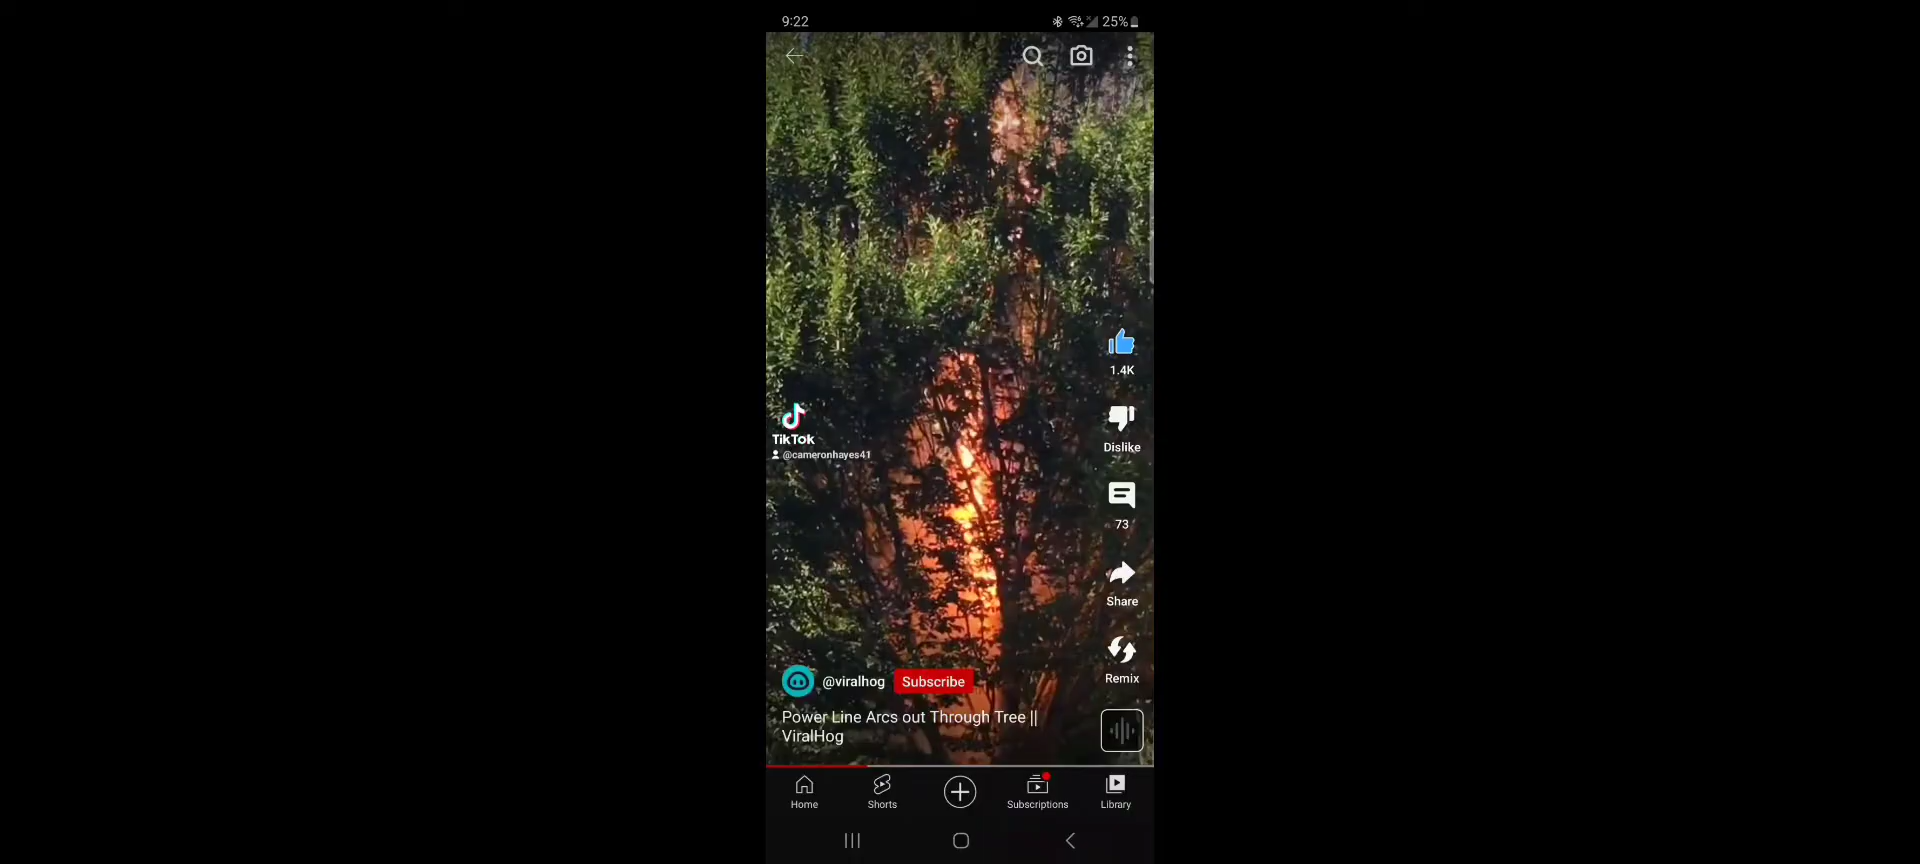 9:22
25%
1.4K
TikTok
Dislike
@cameronhayes41
73
Share
Remix
@viralhog
Subscribe
Power Line Arcs out Through Tree ||
ViralHog
Home
Shorts
Subscriptions
Library